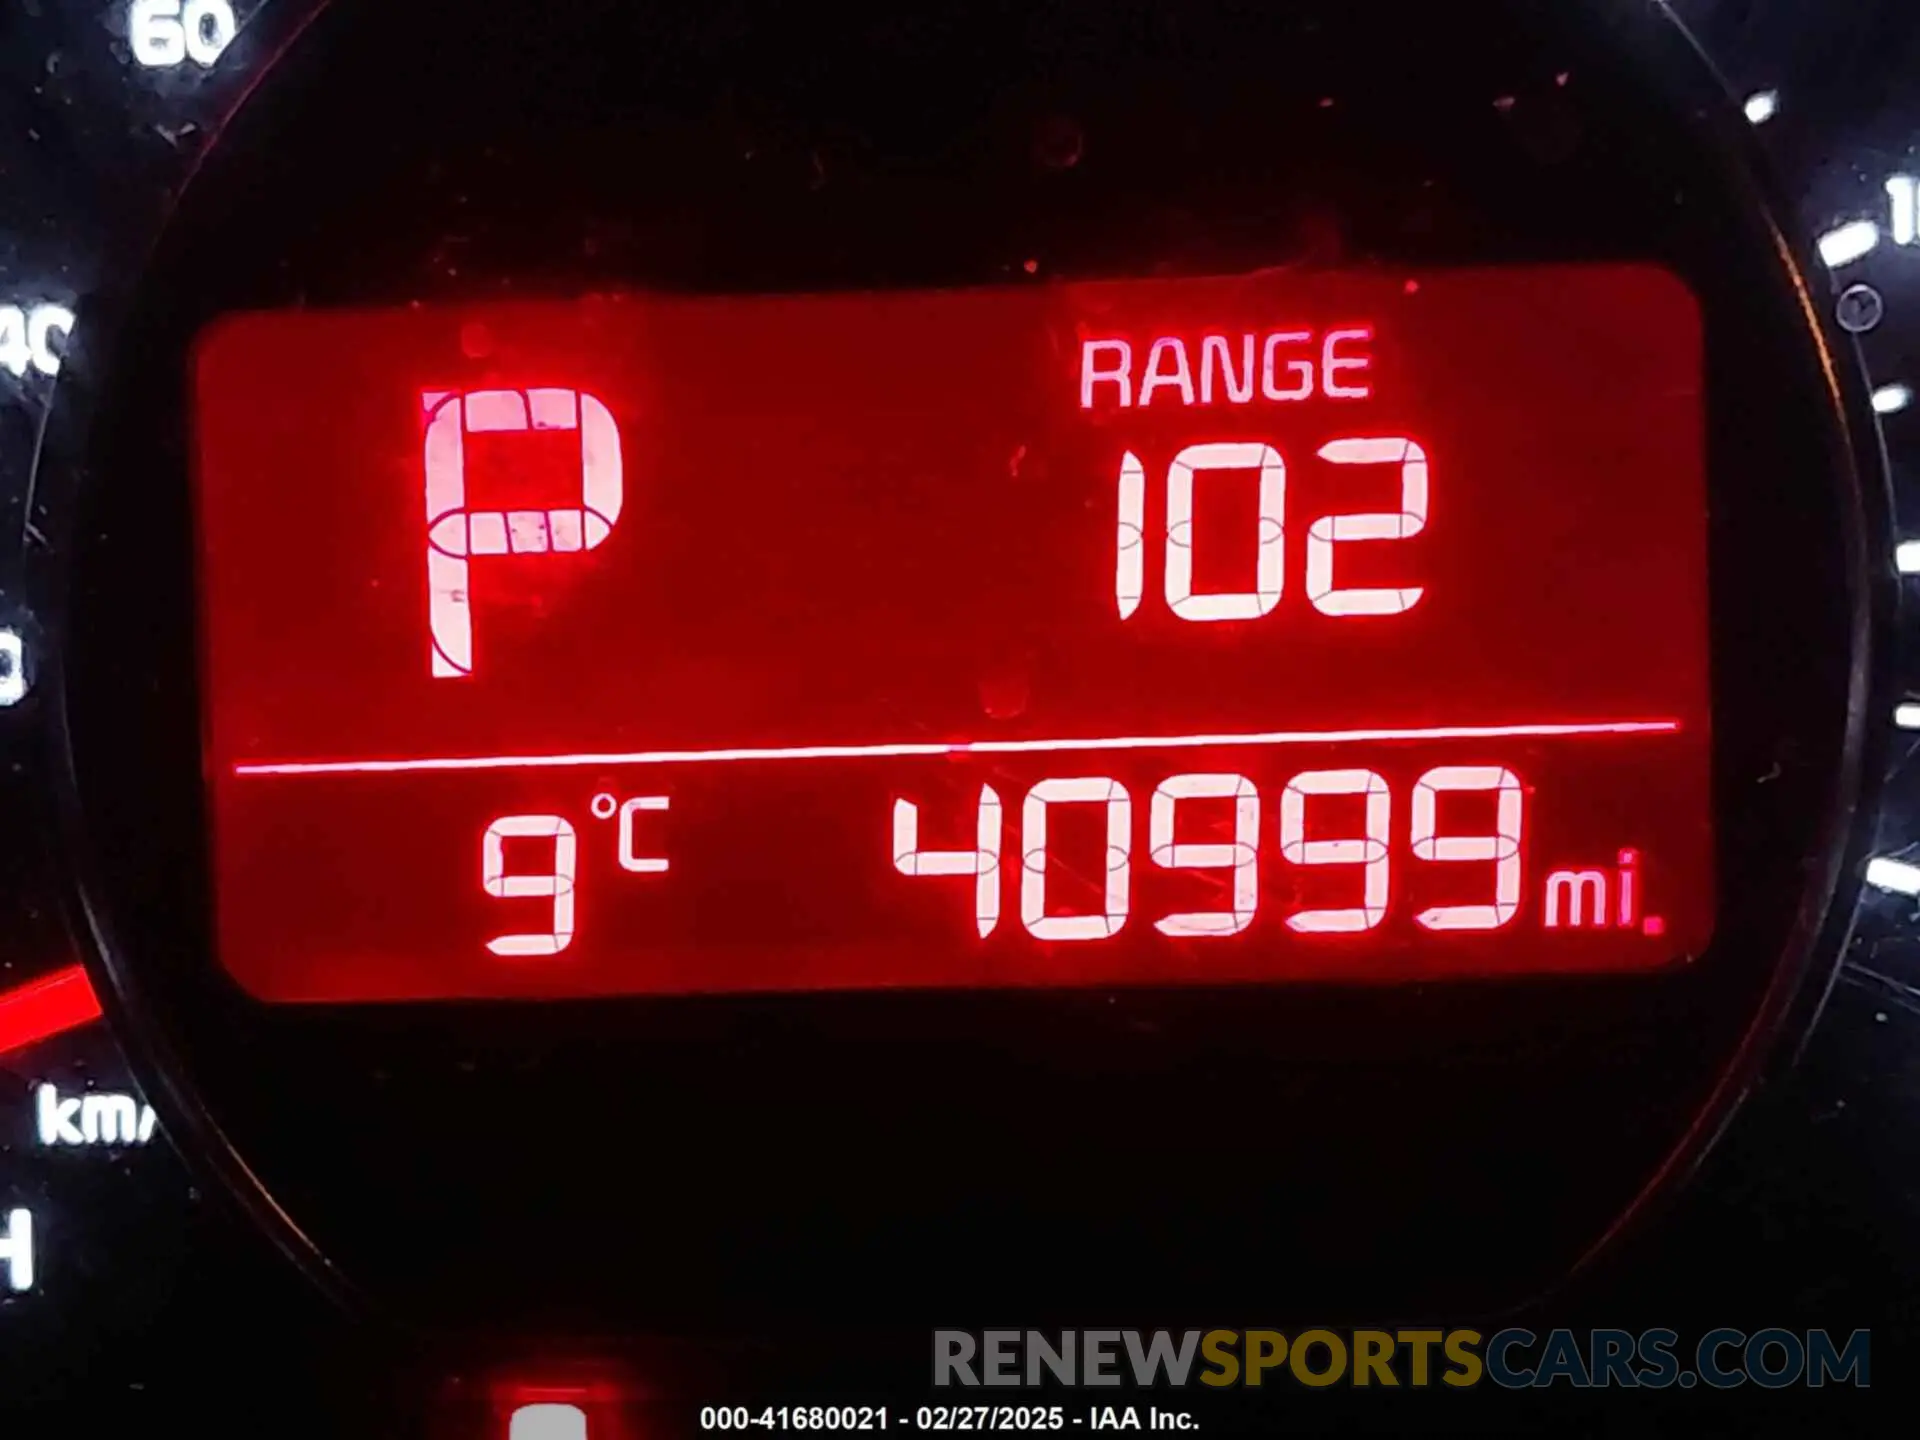 60
40
P
RANGE
102
9°C
40999 mi.
km/
H
RENEWSPORTSCARS.COM
000-41680021 - 02/27/2025 - IAA Inc.